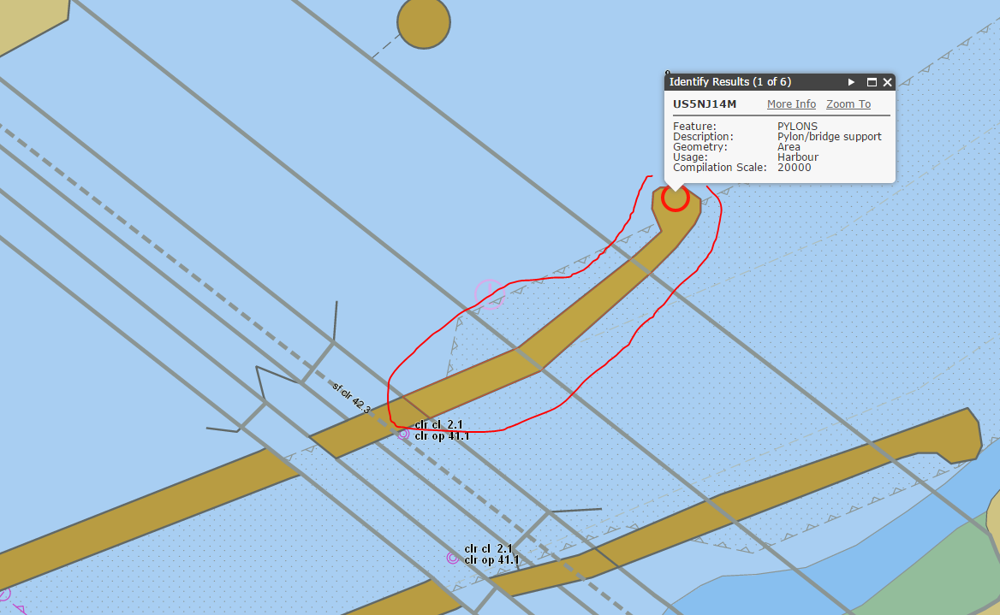 Identify Results (1 of 6)
US5NJ14M More Info Zoom To
Feature: PYLONS
Description: Pylon/bridge support
Geometry: Area
Usage: Harbour
Compilation Scale: 20000
sf clr 42.3
clr cl 2.1
clr op 41.1
clr cl 2.1
clr op 41.1